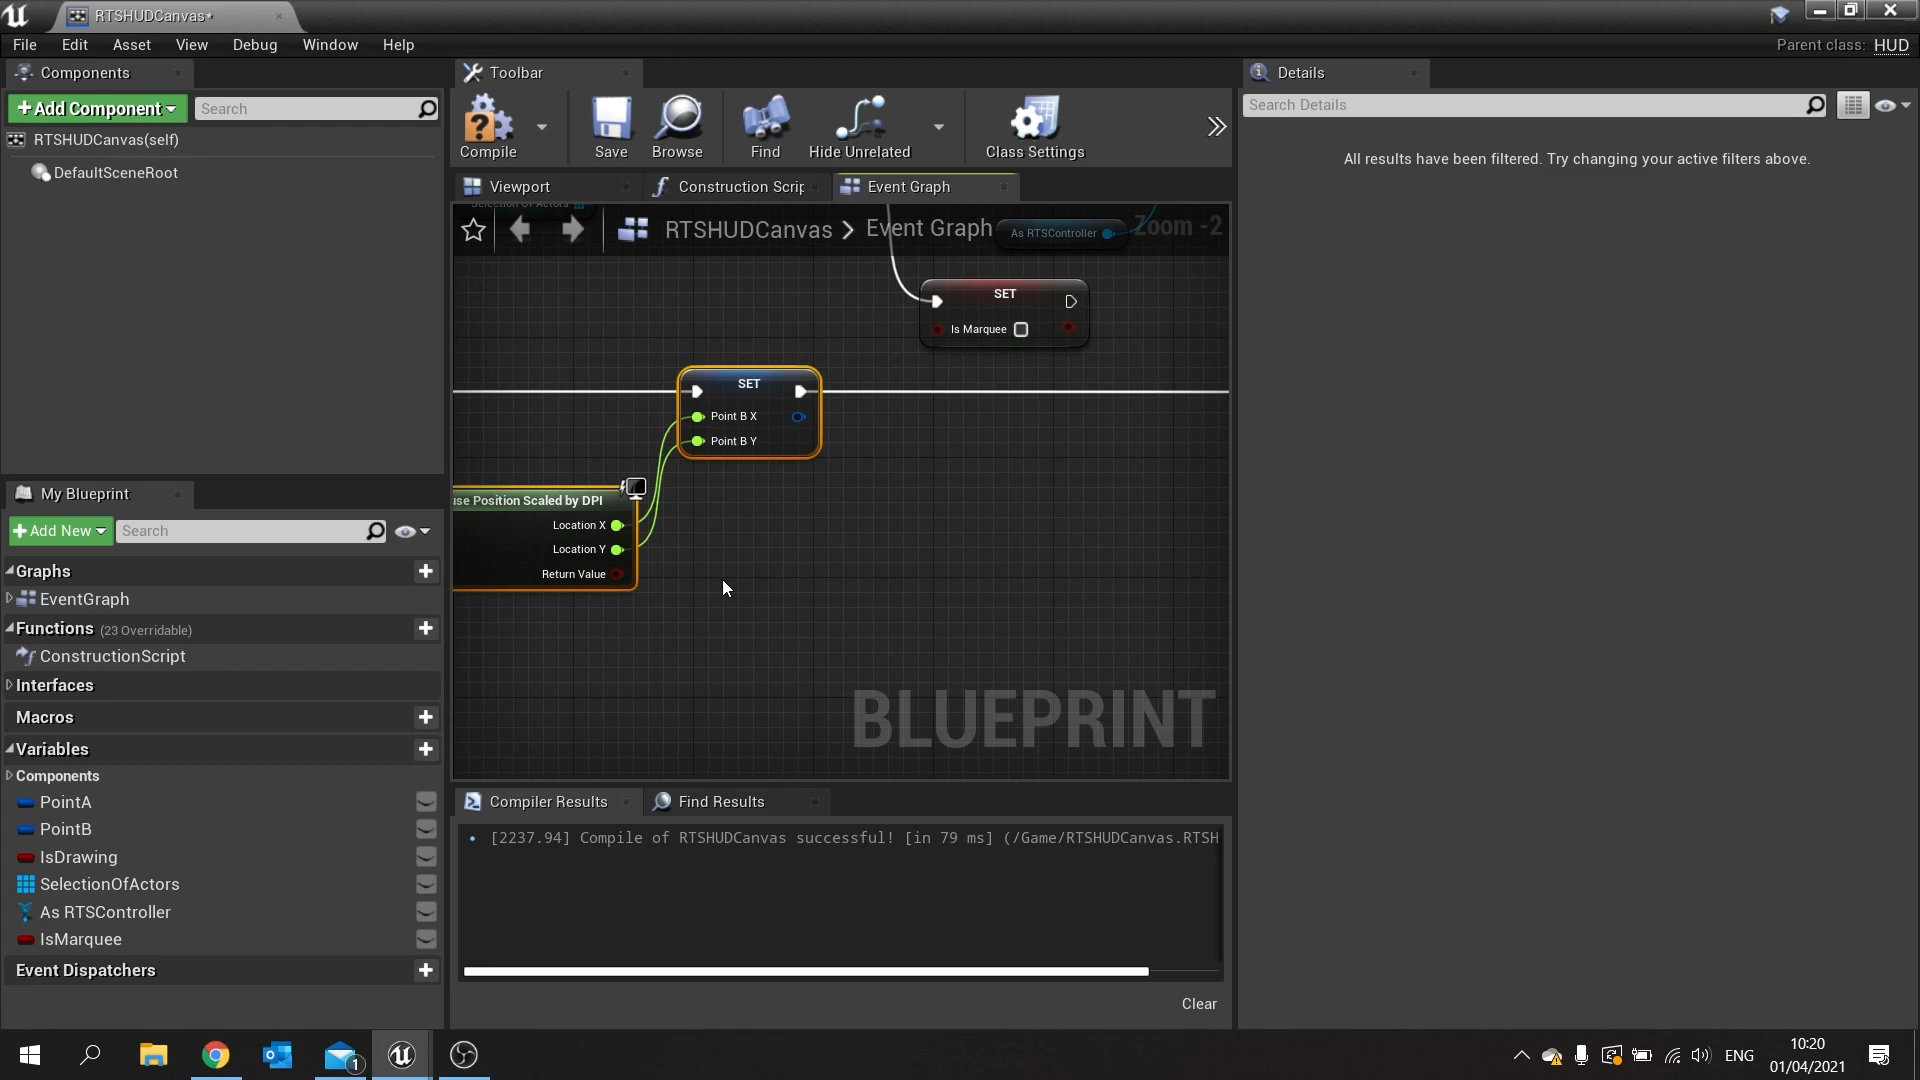 RTSHUDCanvas*
File Edit Asset View Debug Window Help
Parent class: HUD
Components
Add Component
Search
RTSHUDCanvas(self)
DefaultSceneRoot
Toolbar
Compile
Save
Browse
Find
Hide Unrelated
Class Settings
Viewport
Construction Scrip
Event Graph
Selection Of Actors
RTSHUDCanvas > Event Graph
As RTSController
Zoom -2
SET
Is Marquee
SET
Point B X
Point B Y
use Position Scaled by DPI
Location X
Location Y
Return Value
BLUEPRINT
Details
Search Details
All results have been filtered. Try changing your active filters above.
My Blueprint
Add New
Search
Graphs
EventGraph
Functions (23 Overridable)
ConstructionScript
Interfaces
Macros
Variables
Components
PointA
PointB
IsDrawing
SelectionOfActors
As RTSController
IsMarquee
Event Dispatchers
Compiler Results
Find Results
[2237.94] Compile of RTSHUDCanvas successful! [in 79 ms] (/Game/RTSHUDCanvas.RTSH
Clear
1
ENG
10:20
01/04/2021